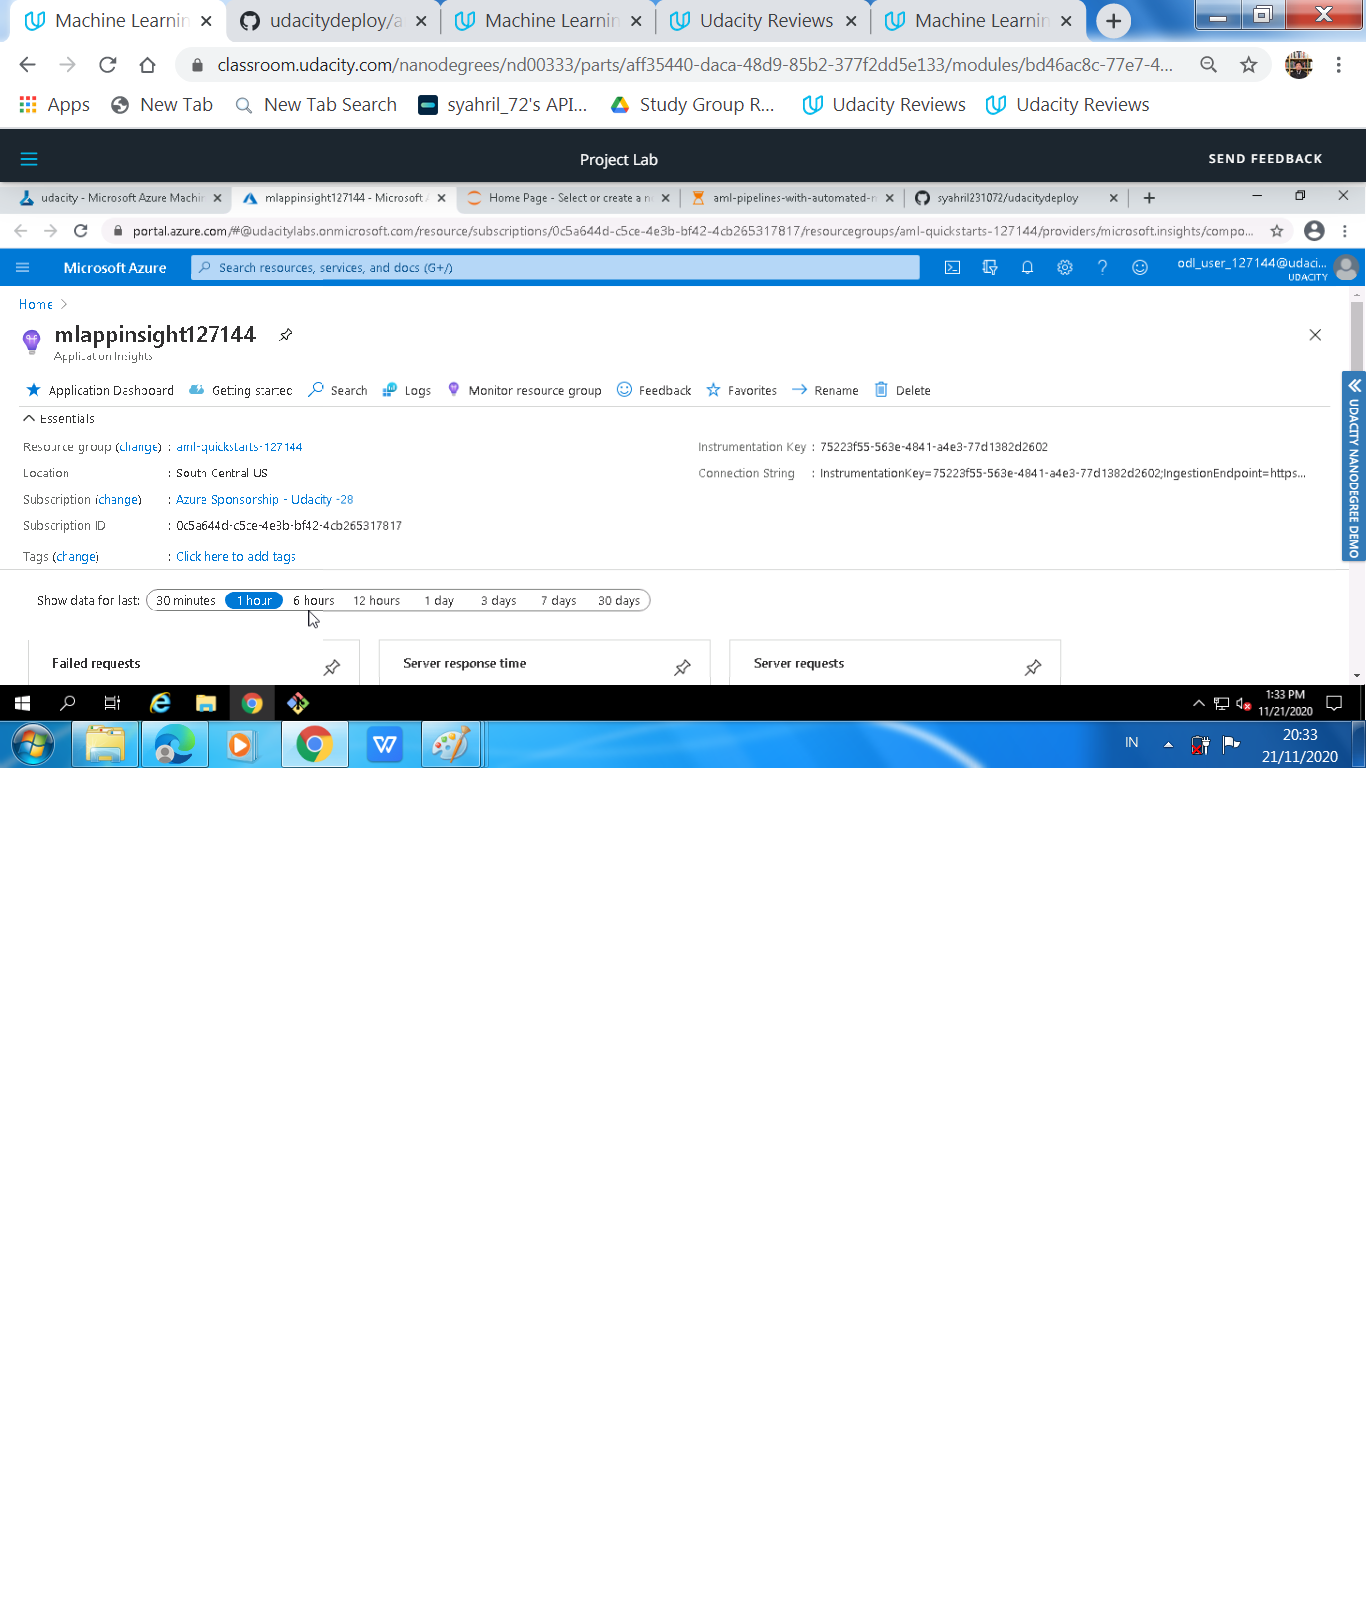 Machine Learnin
udacitydeploy/a
Machine Learnin
Udacity Reviews
Machine Learnin
classroom.udacity.com/nanodegrees/nd00333/parts/aff35440-daca-48d9-85b2-377f2dd5e133/modules/bd46ac8c-77e7-4...
Apps New Tab New Tab Search syahril_72's API... Study Group R... Udacity Reviews Udacity Reviews
Project Lab
SEND FEEDBACK
udacity - Microsoft Azure Machin
mlappinsight127144 - Microsoft A
Home Page - Select or create a n
aml-pipelines-with-automated-m
syahril231072/udacitydeploy
portal.azure.com/#@udacitylabs.onmicrosoft.com/resource/subscriptions/0c5a644d-c5ce-4e3b-bf42-4cb265317817/resourcegroups/aml-quickstarts-127144/providers/microsoft.insights/compo...
Microsoft Azure
Search resources, services, and docs (G+/)
odl_user_127144@udaci...
UDACITY
Home
mlappinsight127144
Application Insights
Application Dashboard Getting started Search Logs Monitor resource group Feedback Favorites Rename Delete
Essentials
Resource group (change) : aml-quickstarts-127144
Location : South Central US
Subscription (change) : Azure Sponsorship - Udacity -28
Subscription ID : 0c5a644d-c5ce-4e3b-bf42-4cb265317817
Tags (change) : Click here to add tags
Instrumentation Key : 75223f55-563e-4841-a4e3-77d1382d2602
Connection String : InstrumentationKey=75223f55-563e-4841-a4e3-77d1382d2602;IngestionEndpoint=https...
UDACITY NANODEGREE DEMO
Show data for last: 30 minutes 1 hour 6 hours 12 hours 1 day 3 days 7 days 30 days
Failed requests
Server response time
Server requests
1:33 PM
11/21/2020
IN
20:33
21/11/2020